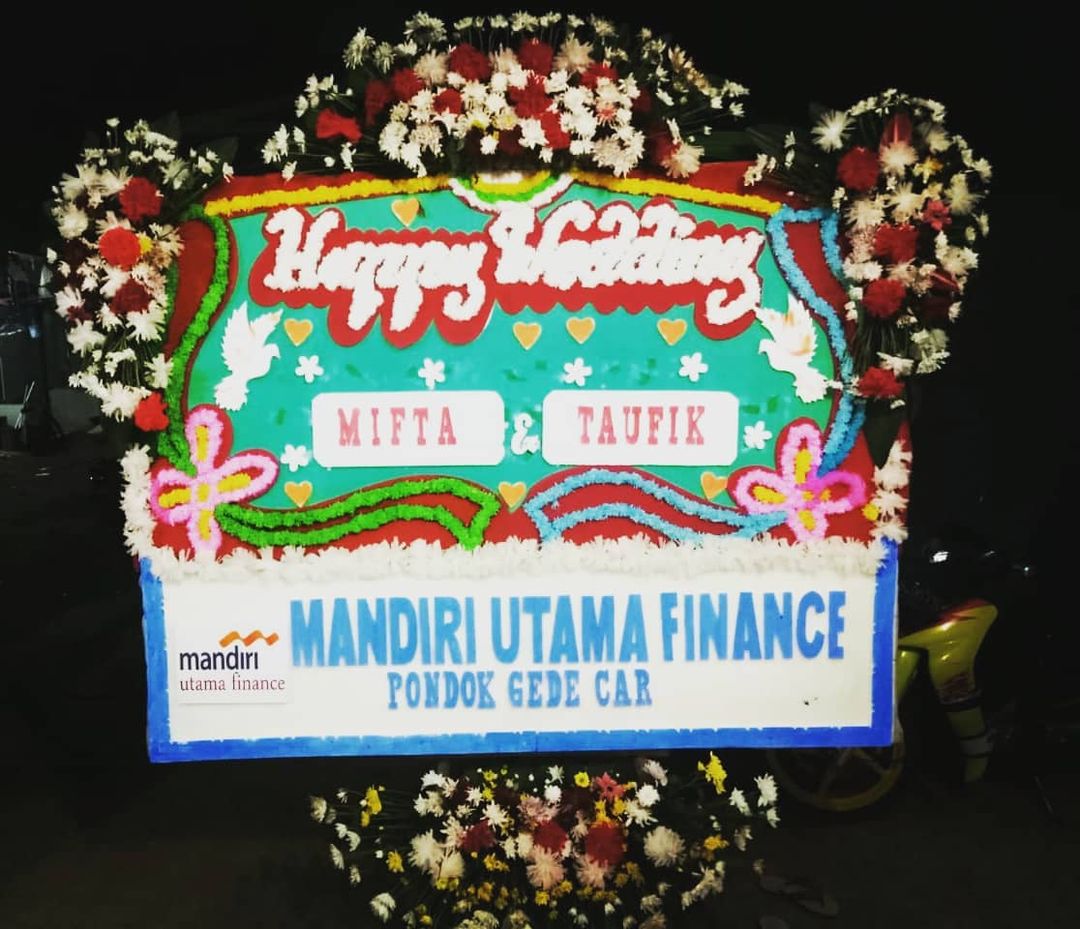 Happy Wedding
MIFTA & TAUFIK
mandiri
utama finance
MANDIRI UTAMA FINANCE
PONDOK GEDE CAR